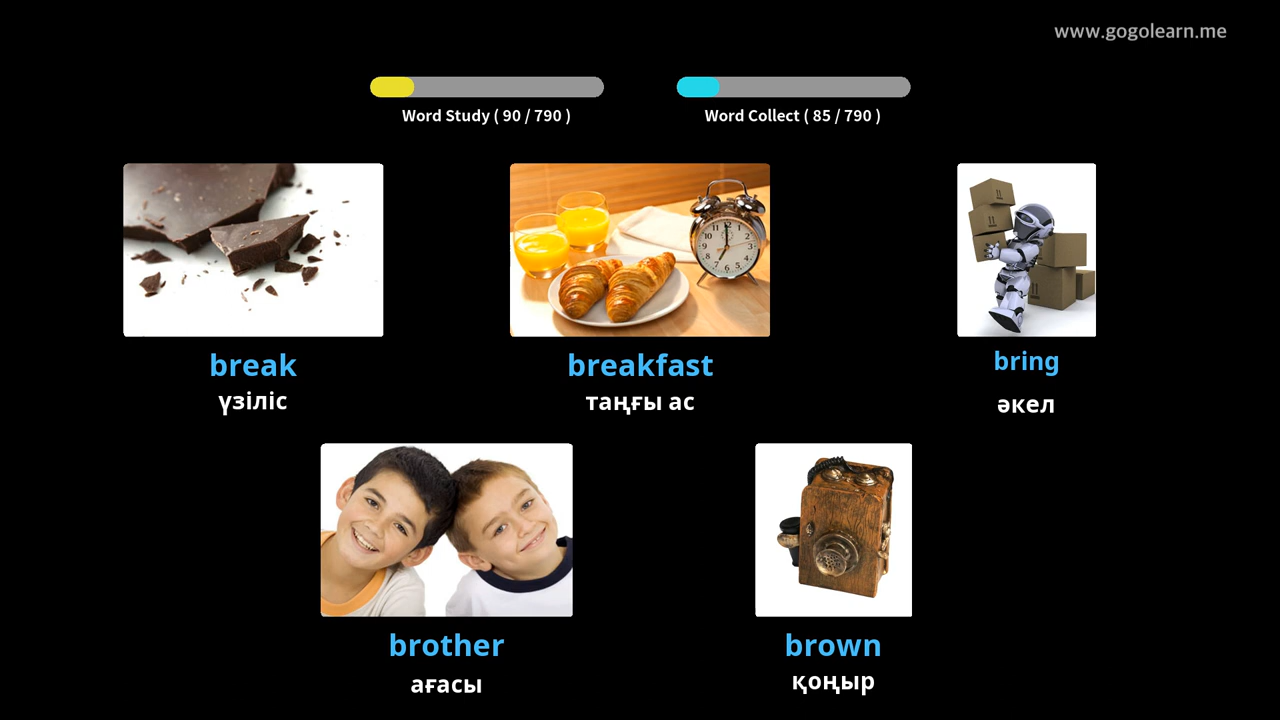 www.gogolearn.me
Word Study ( 90 / 790 )
Word Collect ( 85 / 790 )
break
үзіліс
breakfast
таңғы ас
bring
әкел
brother
ағасы
brown
қоңыр